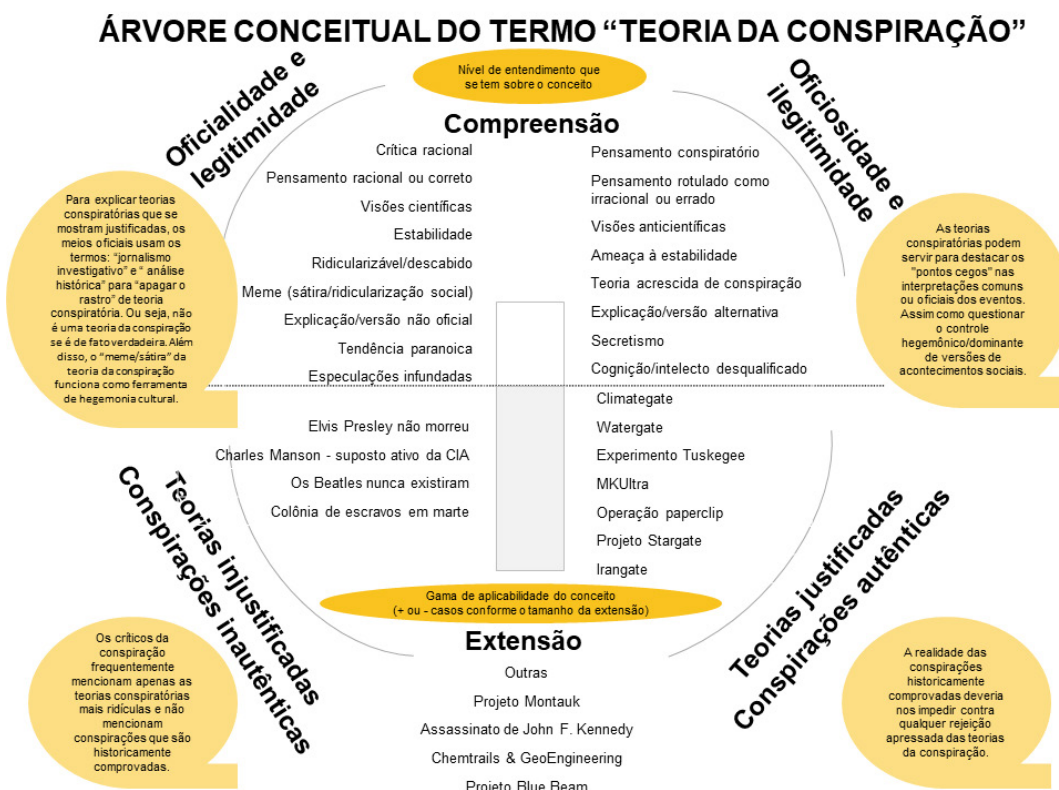 ÁRVORE CONCEITUAL DO TERMO “TEORIA DA CONSPIRAÇÃO”
Oficialidade e
legitimidade
Nível de entendimento que
se tem sobre o conceito
Oficiosidade e
ilegitimidade
Compreensão
Crítica racional
Pensamento racional ou correto
Visões científicas
Estabilidade
Ridicularizável/descabido
Meme (sátira/ridicularização social)
Explicação/versão não oficial
Tendência paranoica
Especulações infundadas
Pensamento conspiratório
Pensamento rotulado como
irracional ou errado
Visões anticientíficas
Ameaça à estabilidade
Teoria acrescida de conspiração
Explicação/versão alternativa
Secretismo
Cognição/intelecto desqualificado
Para explicar teorias
conspiratórias que se
mostram justificadas, os
meios oficiais usam os
termos: “jornalismo
investigativo” e “ análise
histórica” para “apagar o
rastro” de teoria
conspiratória. Ou seja, não
é uma teoria da conspiração
se é de fato verdadeira. Além
disso, o “meme/sátira” da
teoria da conspiração
funciona como ferramenta
de hegemonia cultural.
As teorias
conspiratórias podem
servir para destacar os
"pontos cegos" nas
interpretações comuns
ou oficiais dos eventos.
Assim como questionar
o controle
hegemônico/dominante
de versões de
acontecimentos sociais.
Elvis Presley não morreu
Charles Manson - suposto ativo da CIA
Os Beatles nunca existiram
Colônia de escravos em marte
Climategate
Watergate
Experimento Tuskegee
MKUltra
Operação paperclip
Projeto Stargate
Irangate
Teorias injustificadas
Conspirações inautênticas
Teorias justificadas
Conspirações autênticas
Gama de aplicabilidade do conceito
(+ ou - casos conforme o tamanho da extensão)
Extensão
Outras
Projeto Montauk
Assassinato de John F. Kennedy
Chemtrails & GeoEngineering
Projeto Blue Beam
Os críticos da
conspiração
frequentemente
mencionam apenas as
teorias conspiratórias
mais ridículas e não
mencionam
conspirações que são
historicamente
comprovadas.
A realidade das
conspirações
historicamente
comprovadas deveria
nos impedir contra
qualquer rejeição
apressada das teorias
da conspiração.